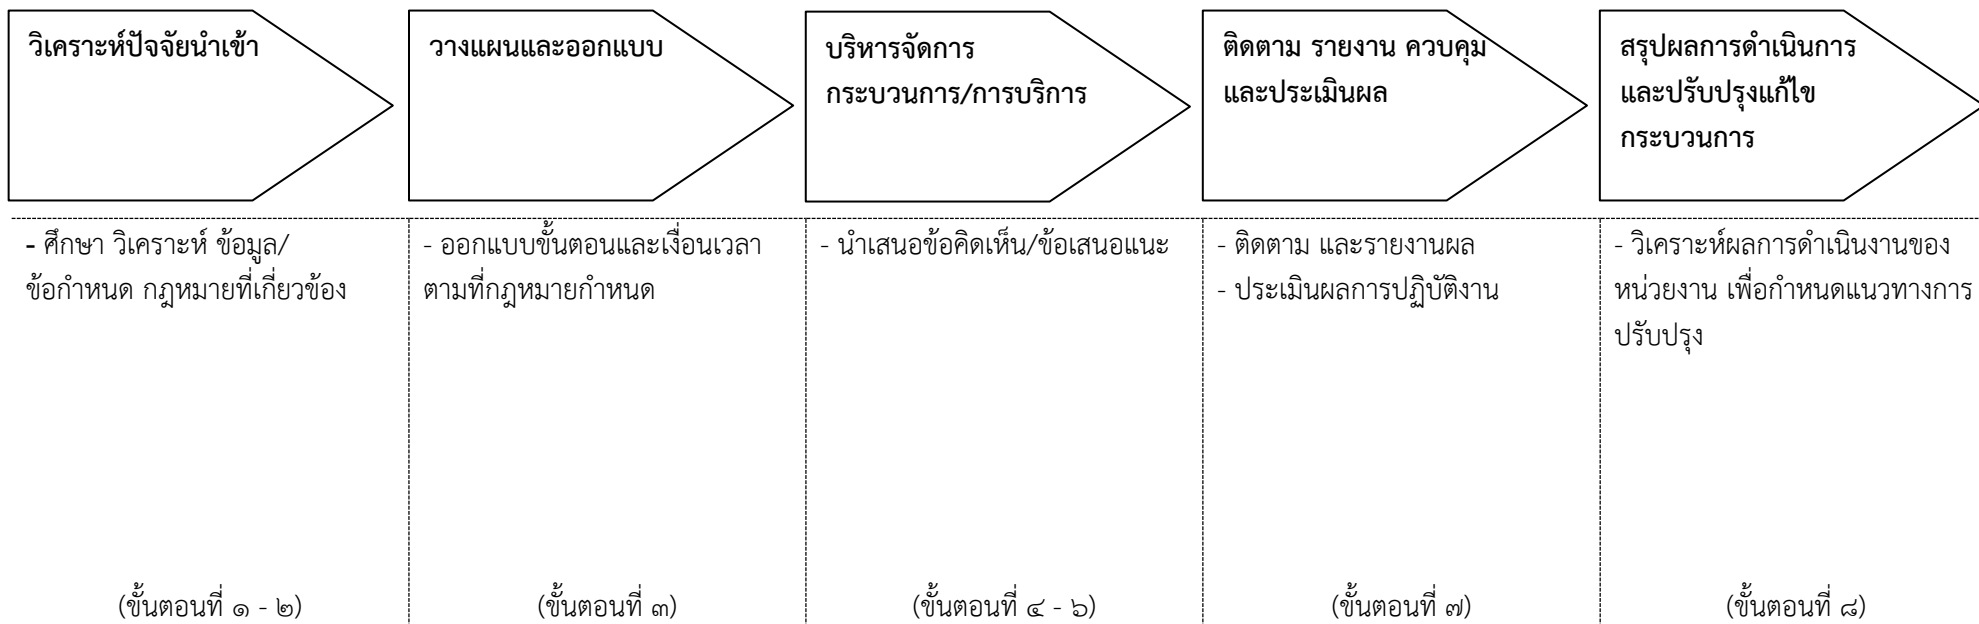 วิเคราะห์ปัจจัยนำเข้า
วางแผนและออกแบบ
บริหารจัดการ
กระบวนการ/การบริการ
ติดตาม รายงาน ควบคุม
และประเมินผล
สรุปผลการดำเนินการ
และปรับปรุงแก้ไข
กระบวนการ
- ศึกษา วิเคราะห์ ข้อมูล/
ข้อกำหนด กฎหมายที่เกี่ยวข้อง
(ขั้นตอนที่ ๑ - ๒)
- ออกแบบขั้นตอนและเงื่อนเวลา
ตามที่กฎหมายกำหนด
(ขั้นตอนที่ ๓)
- นำเสนอข้อคิดเห็น/ข้อเสนอแนะ
(ขั้นตอนที่ ๔ - ๖)
- ติดตาม และรายงานผล
- ประเมินผลการปฏิบัติงาน
(ขั้นตอนที่ ๗)
- วิเคราะห์ผลการดำเนินงานของ
หน่วยงาน เพื่อกำหนดแนวทางการ
ปรับปรุง
(ขั้นตอนที่ ๘)